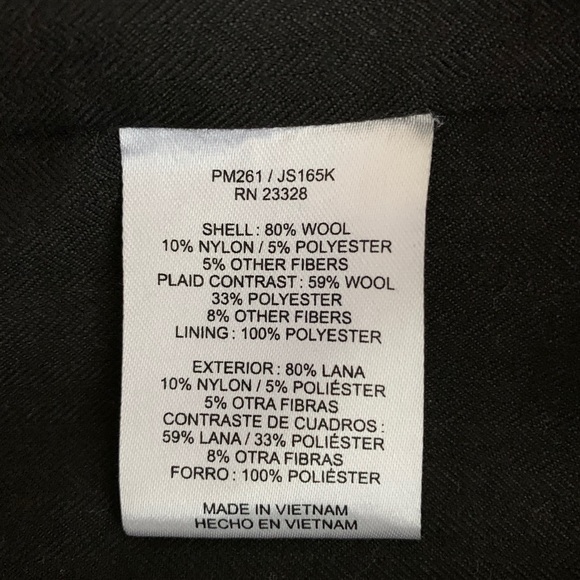 PM261 / JS165K
RN 23328
SHELL : 80% WOOL
10% NYLON / 5% POLYESTER
5% OTHER FIBERS
PLAID CONTRAST : 59% WOOL
33% POLYESTER
8% OTHER FIBERS
LINING : 100% POLYESTER
EXTERIOR : 80% LANA
10% NYLON / 5% POLIÉSTER
5% OTRA FIBRAS
CONTRASTE DE CUADROS :
59% LANA / 33% POLIÉSTER
8% OTRA FIBRAS
FORRO : 100% POLIÉSTER
MADE IN VIETNAM
HECHO EN VIETNAM